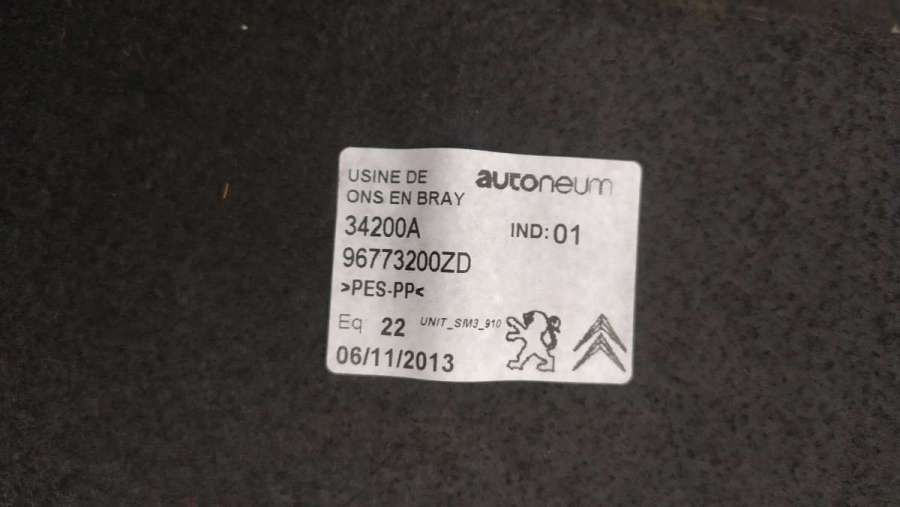 USINE DE
ONS EN BRAY
autoneum
34200A
IND: 01
96773200ZD
>PES-PP<
Eq 22 UNIT_SM3_910
06/11/2013